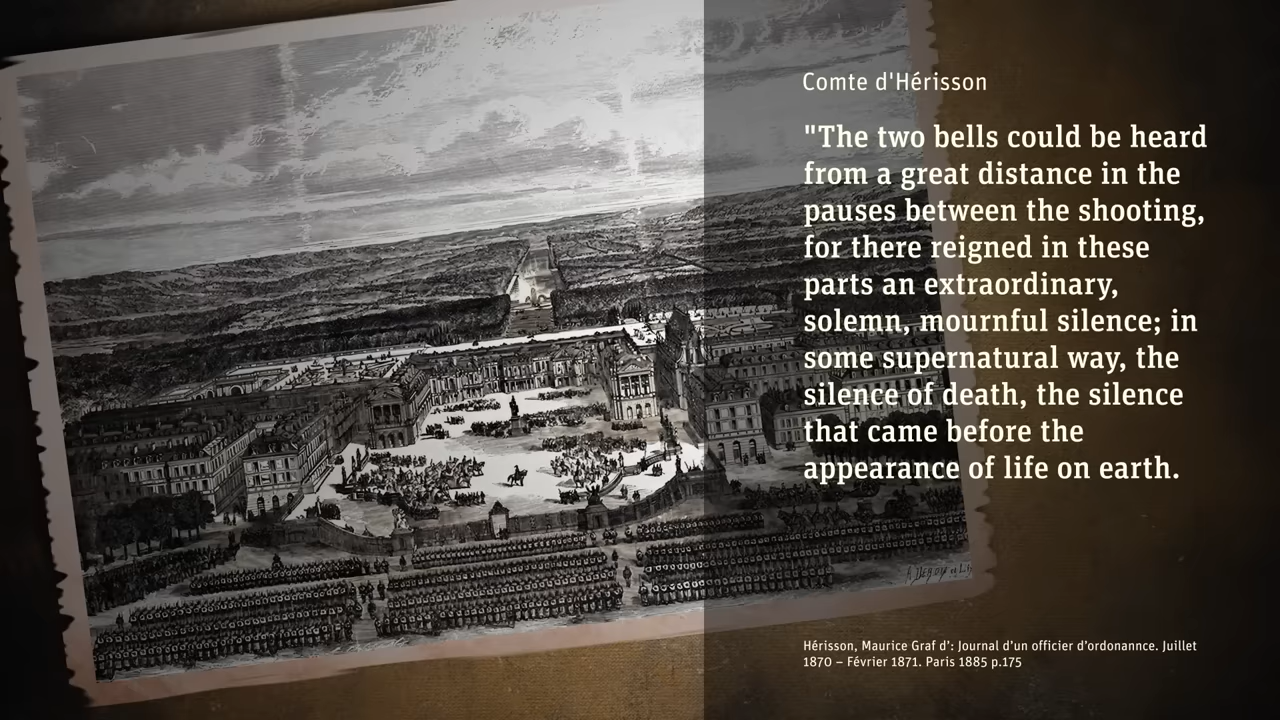 Comte d'Hérisson
"The two bells could be heard
from a great distance in the
pauses between the shooting,
for there reigned in these
parts an extraordinary,
solemn, mournful silence; in
some supernatural way, the
silence of death, the silence
that came before the
appearance of life on earth.
Hérisson, Maurice Graf d': Journal d'un officier d'ordonannce. Juillet
1870 – Février 1871. Paris 1885 p.175